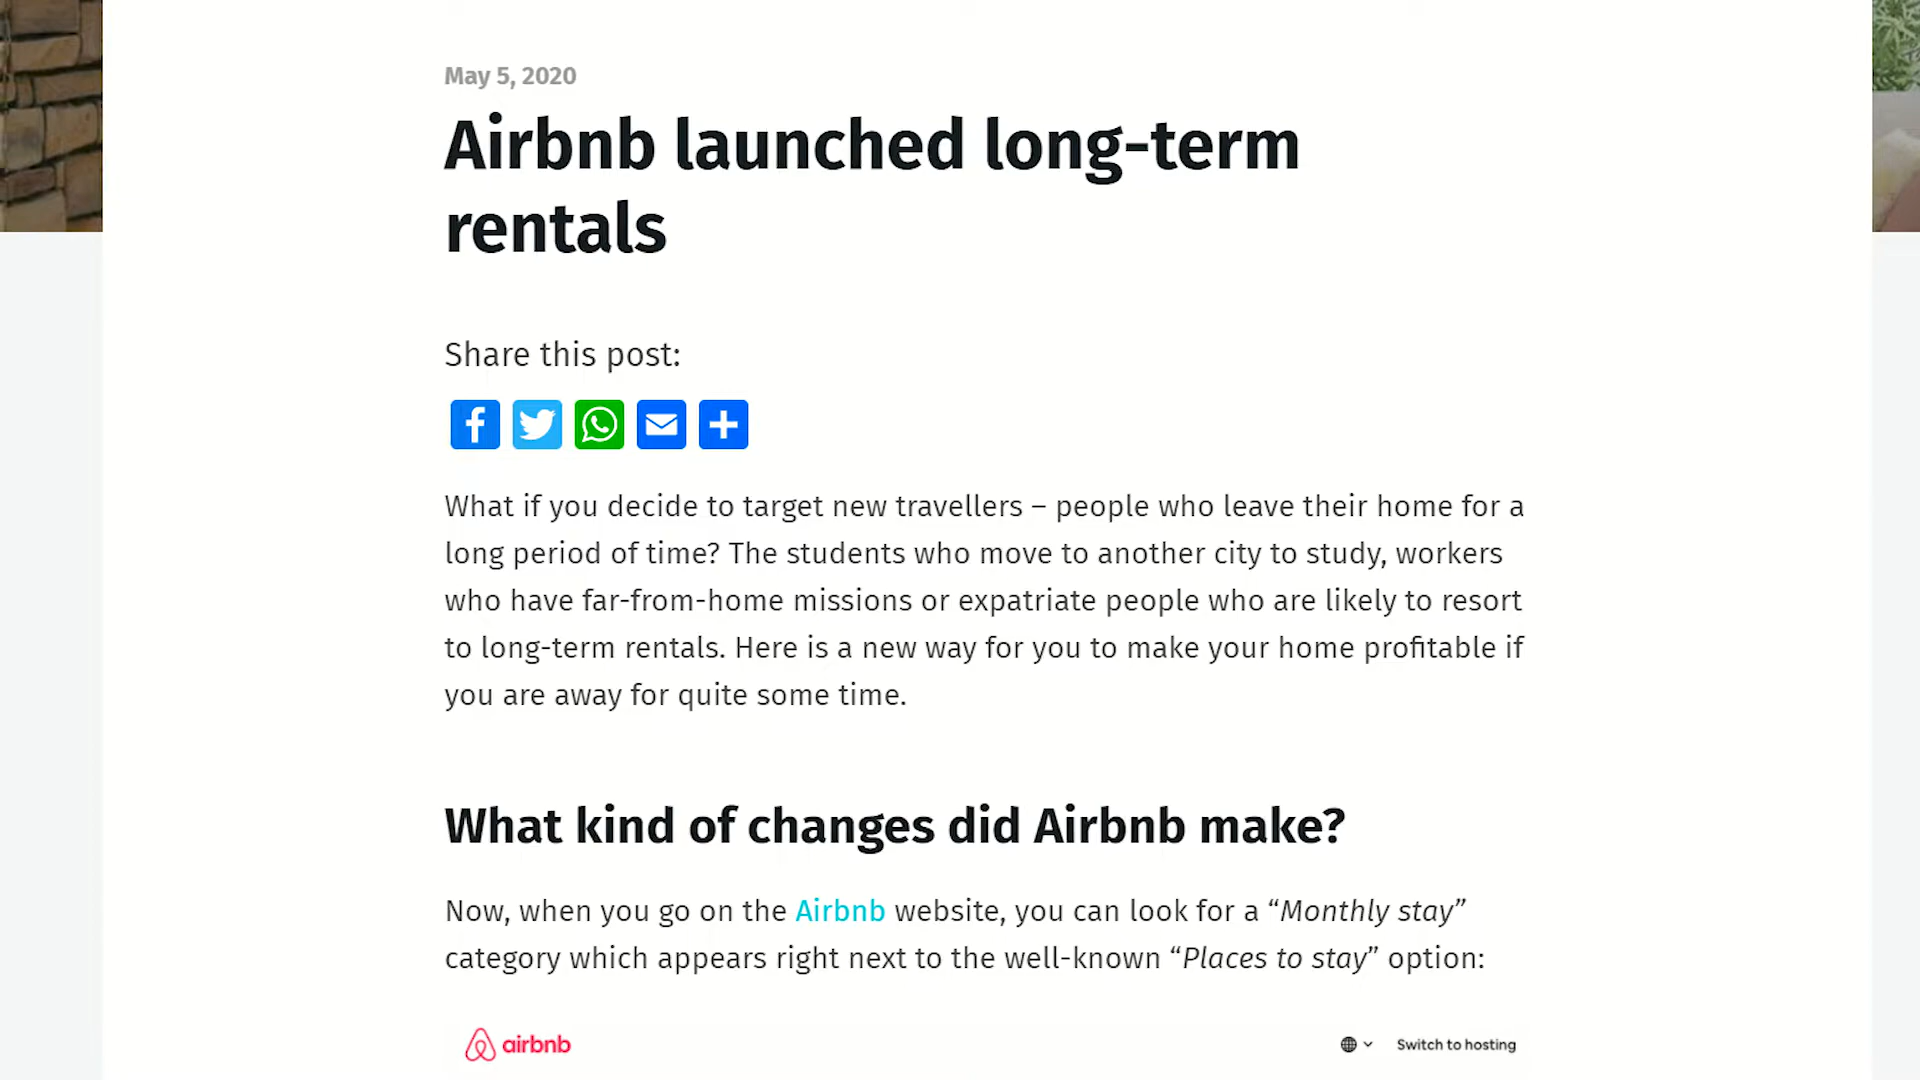 May 5, 2020
Airbnb launched long-term
rentals
Share this post:
What if you decide to target new travellers – people who leave their home for a
long period of time? The students who move to another city to study, workers
who have far-from-home missions or expatriate people who are likely to resort
to long-term rentals. Here is a new way for you to make your home profitable if
you are away for quite some time.
What kind of changes did Airbnb make?
Now, when you go on the Airbnb website, you can look for a “Monthly stay”
category which appears right next to the well-known “Places to stay” option:
airbnb Switch to hosting